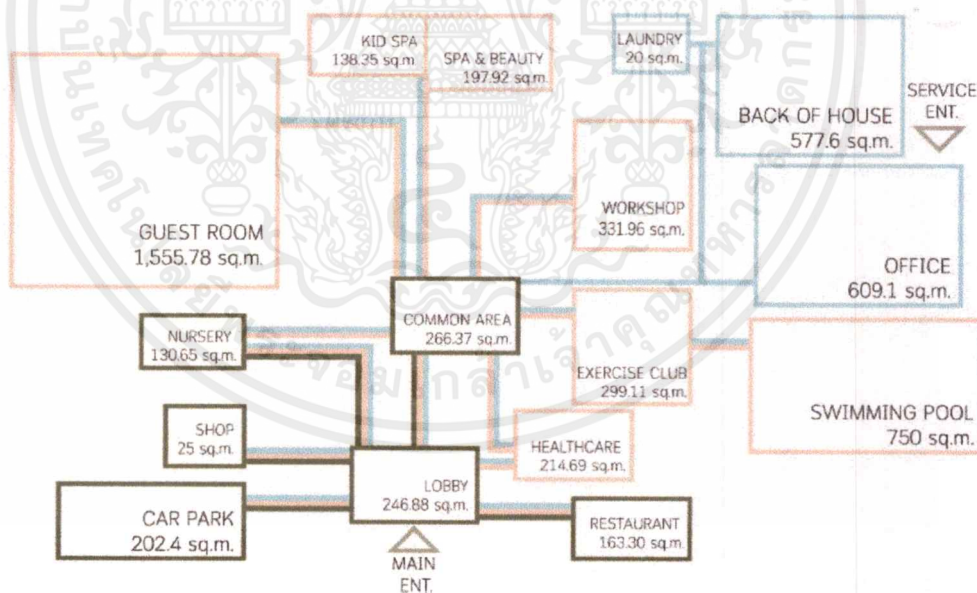 KID SPA
138.35 sq.m
SPA & BEAUTY
197.92 sq.m.
LAUNDRY
20 sq.m.
BACK OF HOUSE
577.6 sq.m.
SERVICE
ENT.
GUEST ROOM
1,555.78 sq.m.
WORKSHOP
331.96 sq.m.
OFFICE
609.1 sq.m.
COMMON AREA
266.37 sq.m.
NURSERY
130.65 sq.m.
EXERCISE CLUB
299.11 sq.m.
SWIMMING POOL
750 sq.m.
SHOP
25 sq.m.
HEALTHCARE
214.69 sq.m.
LOBBY
246.88 sq.m.
CAR PARK
202.4 sq.m.
RESTAURANT
163.30 sq.m.
MAIN
ENT.